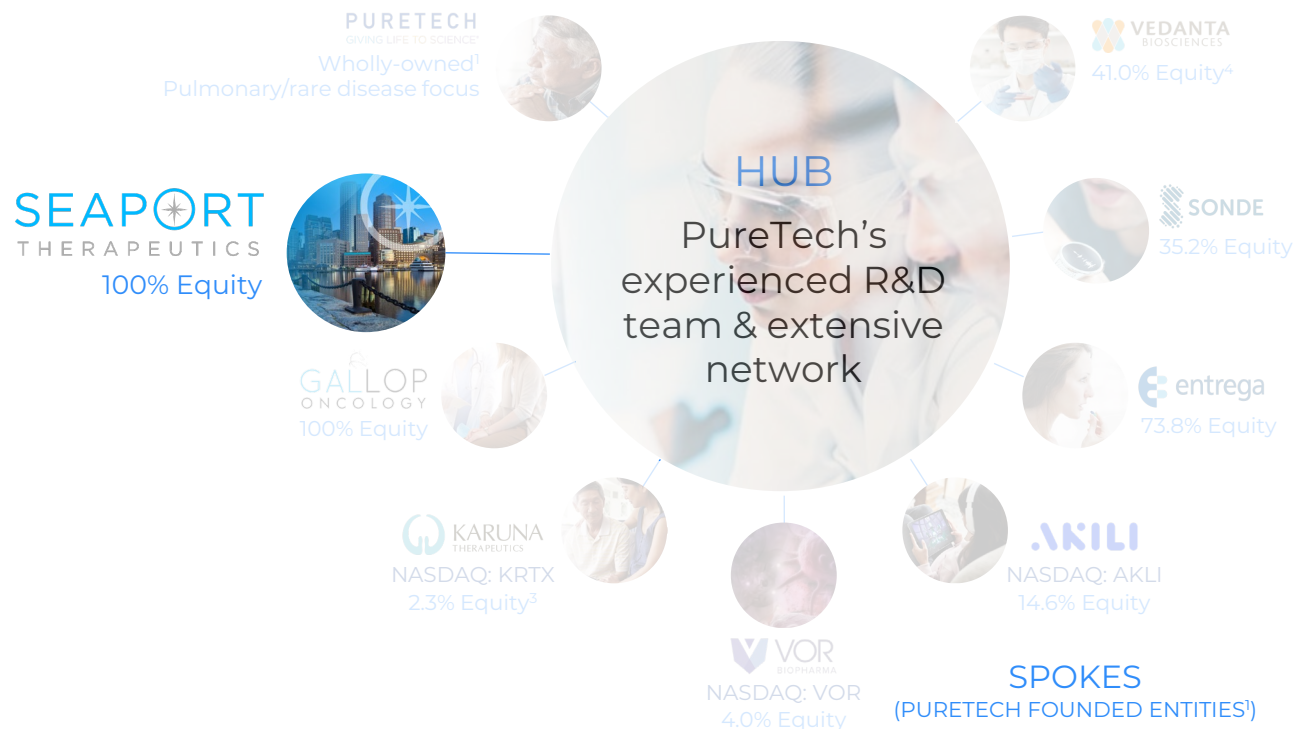 PURETECH
GIVING LIFE TO SCIENCE®
Wholly-owned¹
Pulmonary/rare disease focus
VEDANTA
BIOSCIENCES
41.0% Equity⁴
SEAPORT
THERAPEUTICS
100% Equity
HUB
PureTech’s
experienced R&D
team & extensive
network
SONDE
35.2% Equity
GALLOP
ONCOLOGY
100% Equity
entrega
73.8% Equity
KARUNA
THERAPEUTICS
NASDAQ: KRTX
2.3% Equity³
AKILI
NASDAQ: AKLI
14.6% Equity
VOR
BIOPHARMA
NASDAQ: VOR
4.0% Equity
SPOKES
(PURETECH FOUNDED ENTITIES¹)